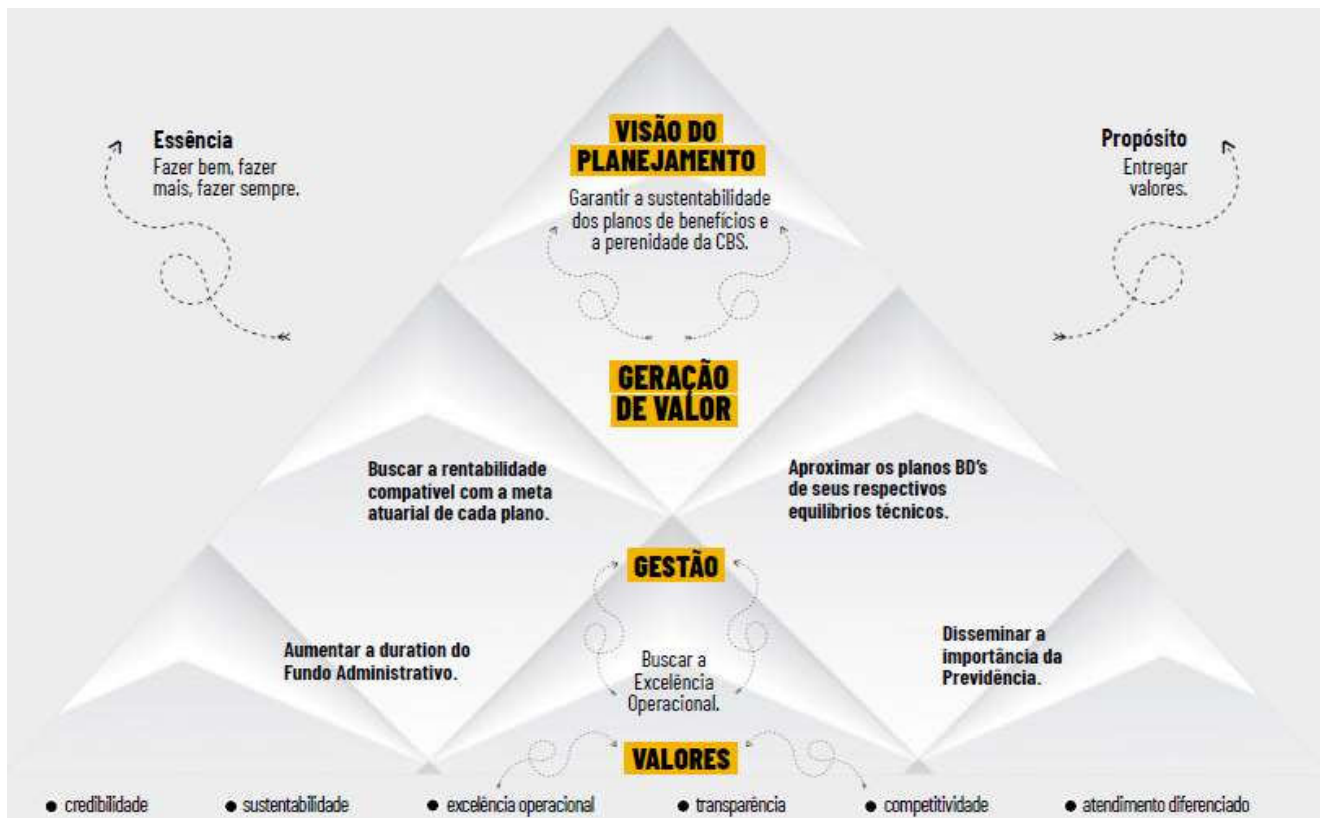 Essência
Fazer bem, fazer
mais, fazer sempre.
VISÃO DO
PLANEJAMENTO
Garantir a sustentabilidade
dos planos de benefícios e
a perenidade da CBS.
Propósito
Entregar
valores.
GERAÇÃO
DE VALOR
Buscar a rentabilidade
compatível com a meta
atuarial de cada plano.
Aproximar os planos BD's
de seus respectivos
equilíbrios técnicos.
GESTÃO
Aumentar a duration do
Fundo Administrativo.
Buscar a
Excelência
Operacional.
Disseminar a
importância da
Previdência.
VALORES
● credibilidade ● sustentabilidade ● excelência operacional ● transparência ● competitividade ● atendimento diferenciado